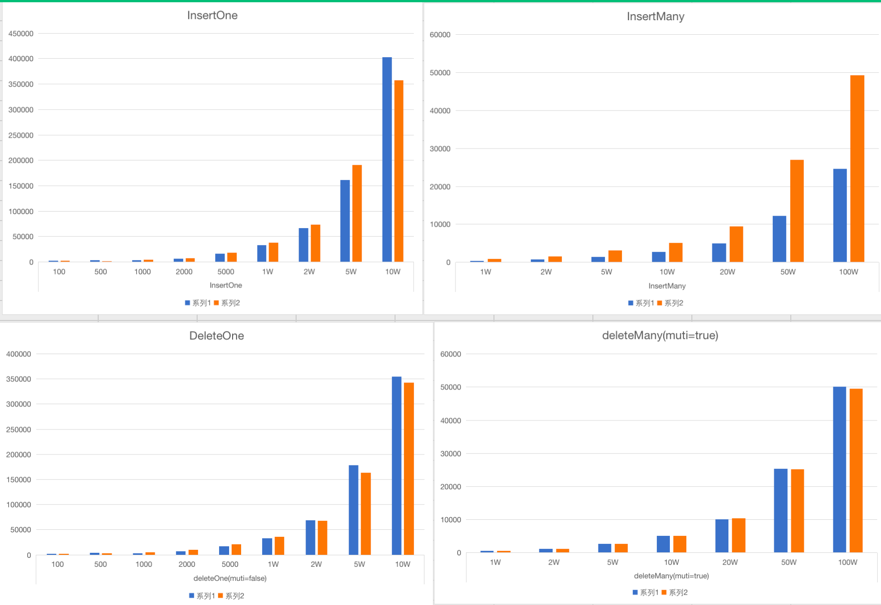 InsertOne
450000
400000
350000
300000
250000
200000
150000
100000
50000
0
100 500 1000 2000 5000 1W 2W 5W 10W
InsertOne
系列1 系列2
InsertMany
60000
50000
40000
30000
20000
10000
0
1W 2W 5W 10W 20W 50W 100W
InsertMany
系列1 系列2
DeleteOne
400000
350000
300000
250000
200000
150000
100000
50000
0
100 500 1000 2000 5000 1W 2W 5W 10W
deleteOne(muti=false)
系列1 系列2
deleteMany(muti=true)
60000
50000
40000
30000
20000
10000
0
1W 2W 5W 10W 20W 50W 100W
deleteMany(muti=true)
系列1 系列2